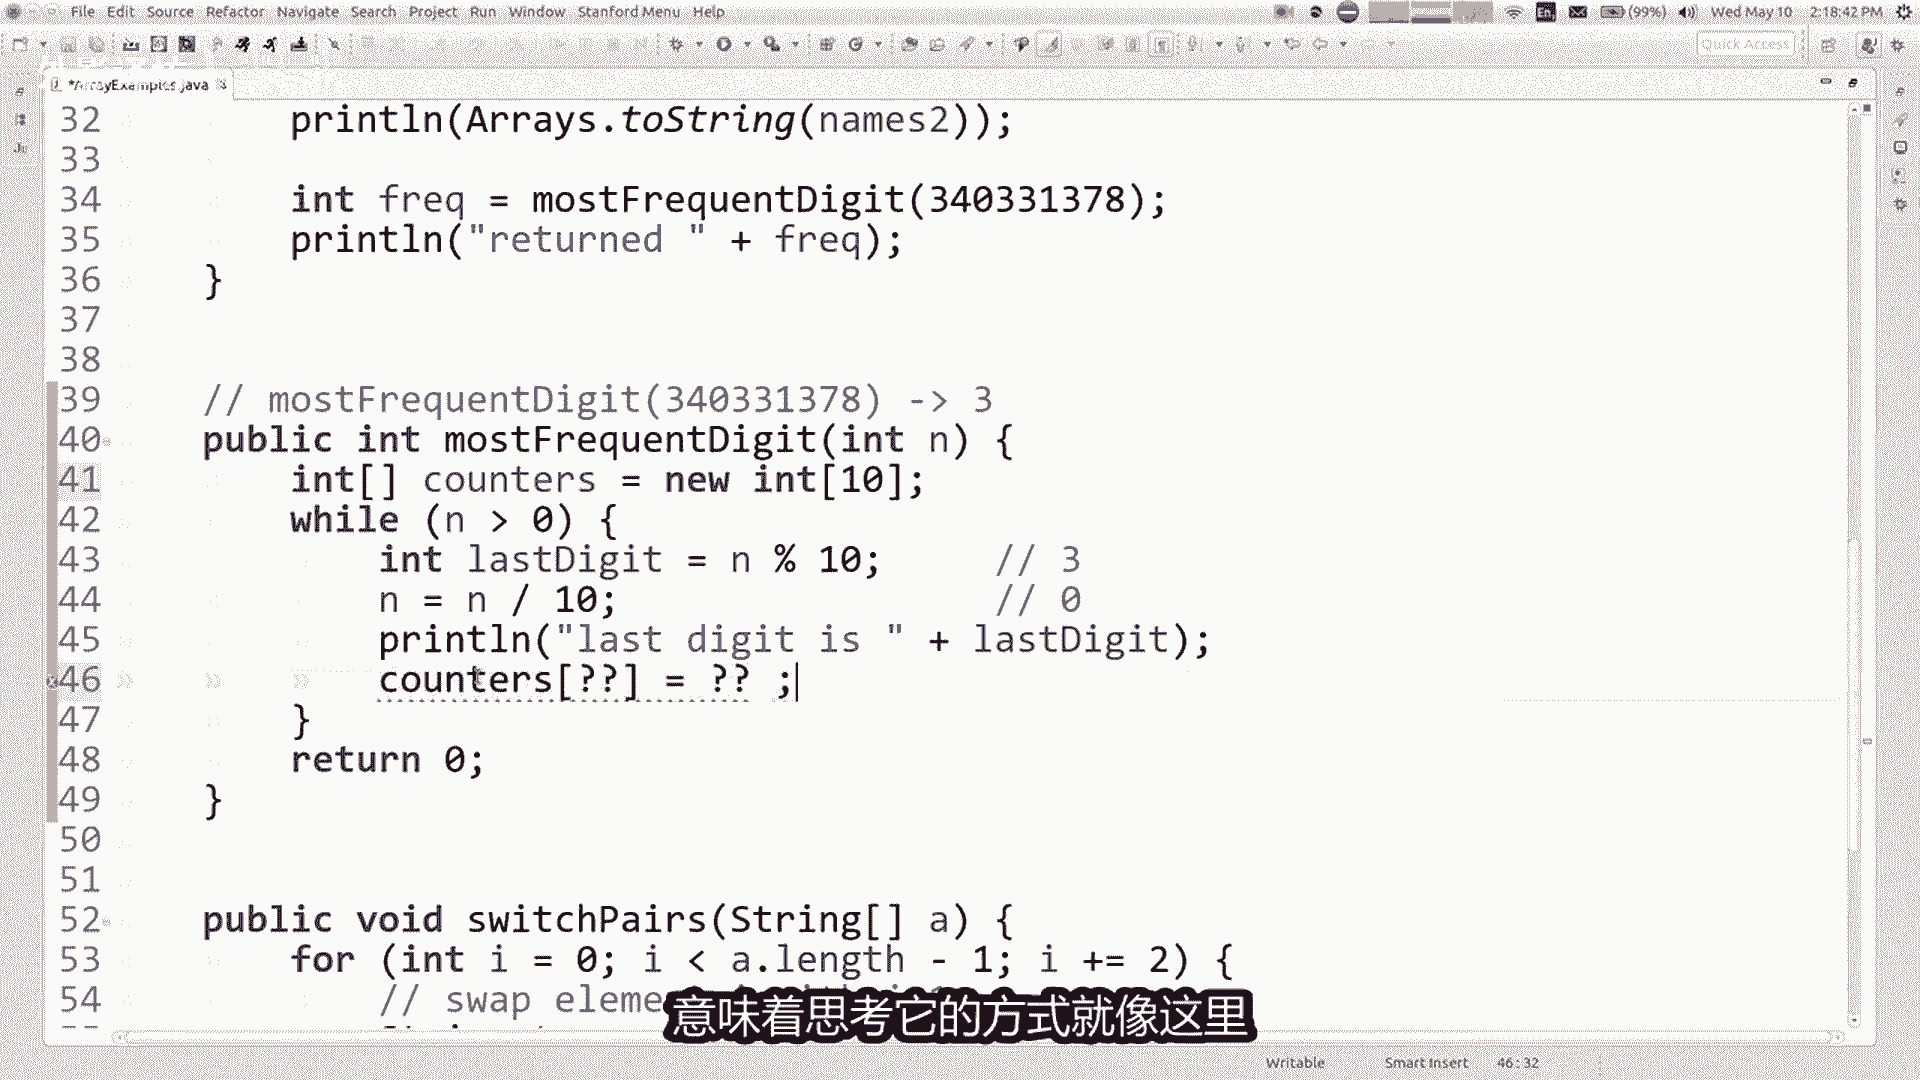 File Edit Source Refactor Navigate Search Project Run Window Stanford Menu Help En (99%) Wed May 10 2:18:42 PM
Quick Access
*ArrayExamples.java
32 println(Arrays.toString(names2));
33
34 int freq = mostFrequentDigit(340331378);
35 println("returned " + freq);
36 }
37
38
39 // mostFrequentDigit(340331378) -> 3
40 public int mostFrequentDigit(int n) {
41 int[] counters = new int[10];
42 while (n > 0) {
43 int lastDigit = n % 10; // 3
44 n = n / 10; // 0
45 println("last digit is " + lastDigit);
46 counters[??] = ?? ;
47 }
48 return 0;
49 }
50
51
52 public void switchPairs(String[] a) {
53 for (int i = 0; i < a.length - 1; i += 2) {
54 // swap eleme
意味着思考它的方式就像这里
Writable Smart Insert 46:32